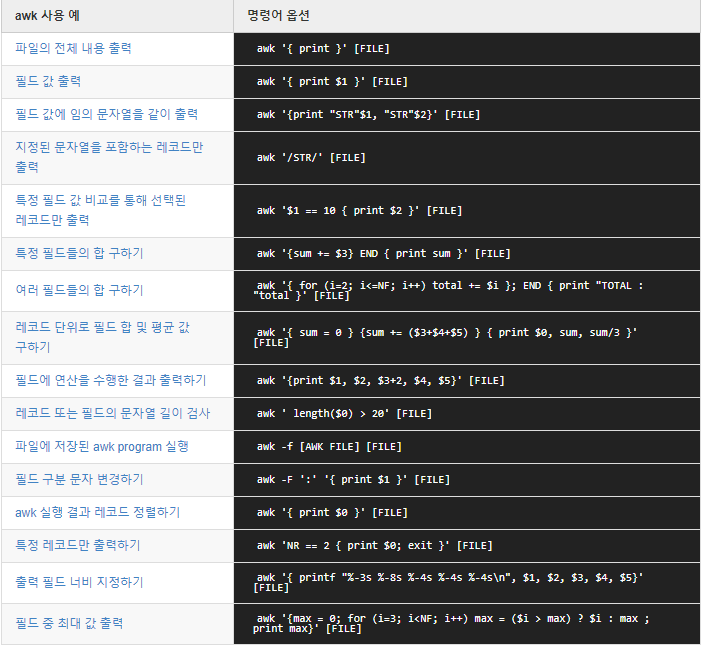 awk 사용 예
명령어 옵션
파일의 전체 내용 출력
awk '{ print }' [FILE]
필드 값 출력
awk '{ print $1 }' [FILE]
필드 값에 임의 문자열을 같이 출력
awk '{print "STR"$1, "STR"$2}' [FILE]
지정된 문자열을 포함하는 레코드만
출력
awk '/STR/' [FILE]
특정 필드 값 비교를 통해 선택된
레코드만 출력
awk '$1 == 10 { print $2 }' [FILE]
특정 필드들의 합 구하기
awk '{sum += $3} END { print sum }' [FILE]
여러 필드들의 합 구하기
awk '{ for (i=2; i<=NF; i++) total += $i }; END { print "TOTAL :
"total }' [FILE]
레코드 단위로 필드 합 및 평균 값
구하기
awk '{ sum = 0 } {sum += ($3+$4+$5) } { print $0, sum, sum/3 }'
[FILE]
필드에 연산을 수행한 결과 출력하기
awk '{print $1, $2, $3+2, $4, $5}' [FILE]
레코드 또는 필드의 문자열 길이 검사
awk ' length($0) > 20' [FILE]
파일에 저장된 awk program 실행
awk -f [AWK FILE] [FILE]
필드 구분 문자 변경하기
awk -F ':' '{ print $1 }' [FILE]
awk 실행 결과 레코드 정렬하기
awk '{ print $0 }' [FILE]
특정 레코드만 출력하기
awk 'NR == 2 { print $0; exit }' [FILE]
출력 필드 너비 지정하기
awk '{ printf "%-3s %-8s %-4s %-4s %-4s\n", $1, $2, $3, $4, $5}'
[FILE]
필드 중 최대 값 출력
awk '{max = 0; for (i=3; i<NF; i++) max = ($i > max) ? $i : max ;
print max}' [FILE]